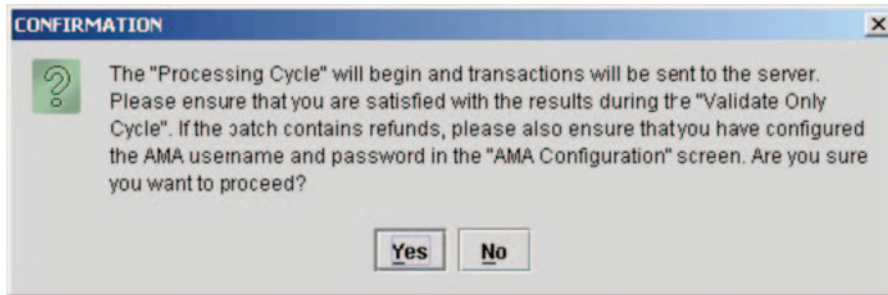 CONFIRMATION
The "Processing Cycle" will begin and transactions will be sent to the server.
Please ensure that you are satisfied with the results during the "Validate Only
Cycle". If the batch contains refunds, please also ensure that you have configured
the AMA username and password in the "AMA Configuration" screen. Are you sure
you want to proceed?
Yes No